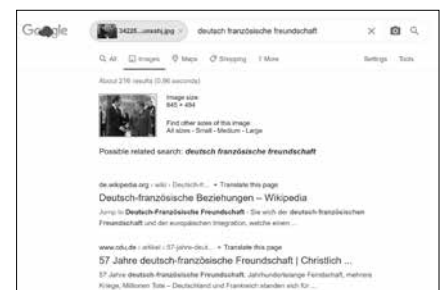 Google
34225...unsatij.jpg × deutsch französische freundschaft
All Images Maps Shopping More Settings Tools
About 216 results (0.96 seconds)
Image size:
845 × 494
Find other sizes of this image:
All sizes - Small - Medium - Large
Possible related search: deutsch französische freundschaft
de.wikipedia.org › wiki › Deutsch-fr... ▾ Translate this page
Deutsch-französische Beziehungen – Wikipedia
Jump to Deutsch-Französische Freundschaft - Sie wich der deutsch-französischen
Freundschaft und der europäischen Integration, welche einem ...
www.cdu.de › artikel › 57-jahre-deut... ▾ Translate this page
57 Jahre deutsch-französische Freundschaft | Christlich ...
57 Jahre deutsch-französische Freundschaft. Jahrhundertelange Feindschaft, mehrere
Kriege, Millionen Tote – Deutschland und Frankreich standen sich für ...